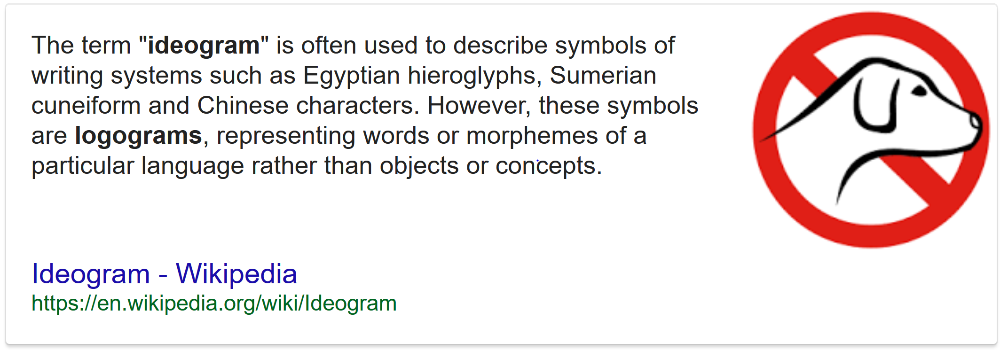 The term "ideogram" is often used to describe symbols of
writing systems such as Egyptian hieroglyphs, Sumerian
cuneiform and Chinese characters. However, these symbols
are logograms, representing words or morphemes of a
particular language rather than objects or concepts.
Ideogram - Wikipedia
https://en.wikipedia.org/wiki/Ideogram